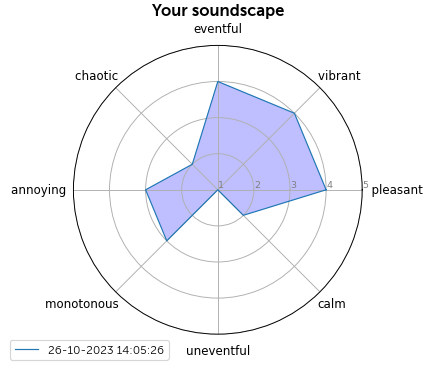 Your soundscape
eventful
chaotic
vibrant
annoying
1
2
3
4
5
pleasant
monotonous
calm
uneventful
26-10-2023 14:05:26